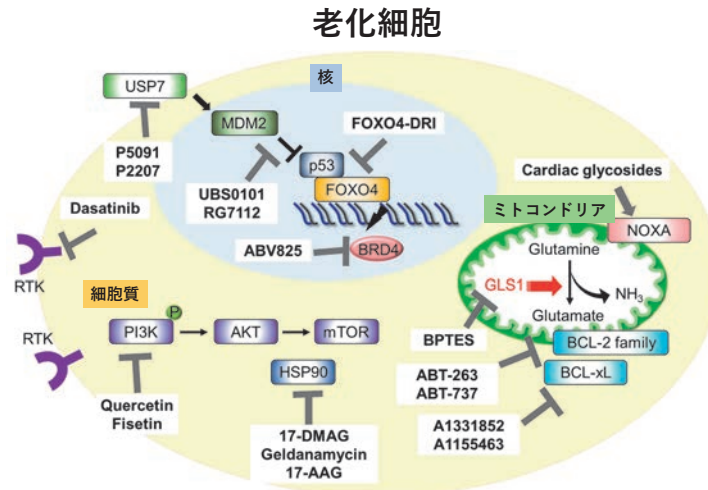 老化細胞
核
USP7
MDM2
FOXO4-DRI
P5091
P2207
p53
FOXO4
UBS0101
RG7112
Cardiac glycosides
Dasatinib
ミトコンドリア
NOXA
ABV825
BRD4
Glutamine
RTK
細胞質
GLS1
NH3
P
Glutamate
RTK
PI3K
AKT
mTOR
BPTES
BCL-2 family
HSP90
ABT-263
ABT-737
BCL-xL
Quercetin
Fisetin
A1331852
A1155463
17-DMAG
Geldanamycin
17-AAG